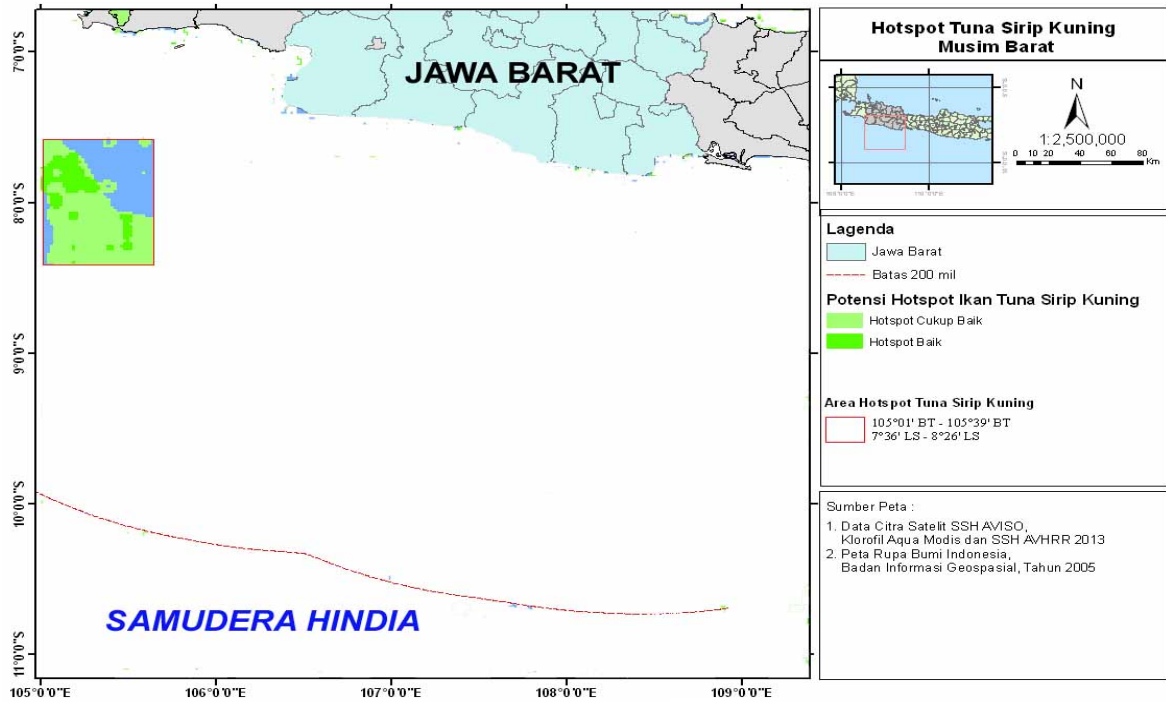 Hotspot Tuna Sirip Kuning
Musim Barat
N
1:2,500,000
0 10 20 40 60 80
Km
Lagenda
Jawa Barat
Batas 200 mil
Potensi Hotspot Ikan Tuna Sirip Kuning
Hotspot Cukup Baik
Hotspot Baik
Area Hotspot Tuna Sirip Kuning
105°01' BT - 105°39' BT
7°36' LS - 8°26' LS
Sumber Peta :
1. Data Citra Satelit SSH AVISO,
Klorofil Aqua Modis dan SSH AVHRR 2013
2. Peta Rupa Bumi Indonesia,
Badan Informasi Geospasial, Tahun 2005
JAWA BARAT
SAMUDERA HINDIA
7°0'0"S
8°0'0"S
9°0'0"S
10°0'0"S
11°0'0"S
105°0'0"E
106°0'0"E
107°0'0"E
108°0'0"E
109°0'0"E